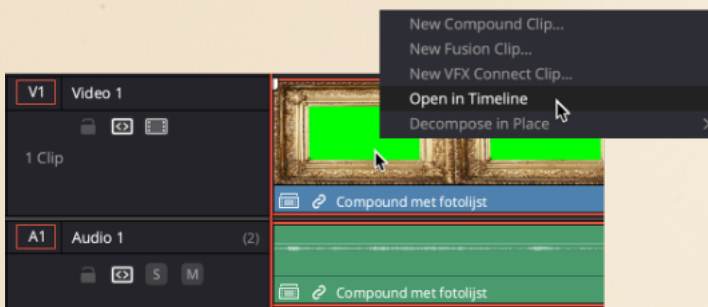 New Compound Clip...
New Fusion Clip...
New VFX Connect Clip...
Open in Timeline
Decompose in Place
V1 Video 1
1 Clip
Compound met fotolijst
A1 Audio 1 (2)
S M
Compound met fotolijst